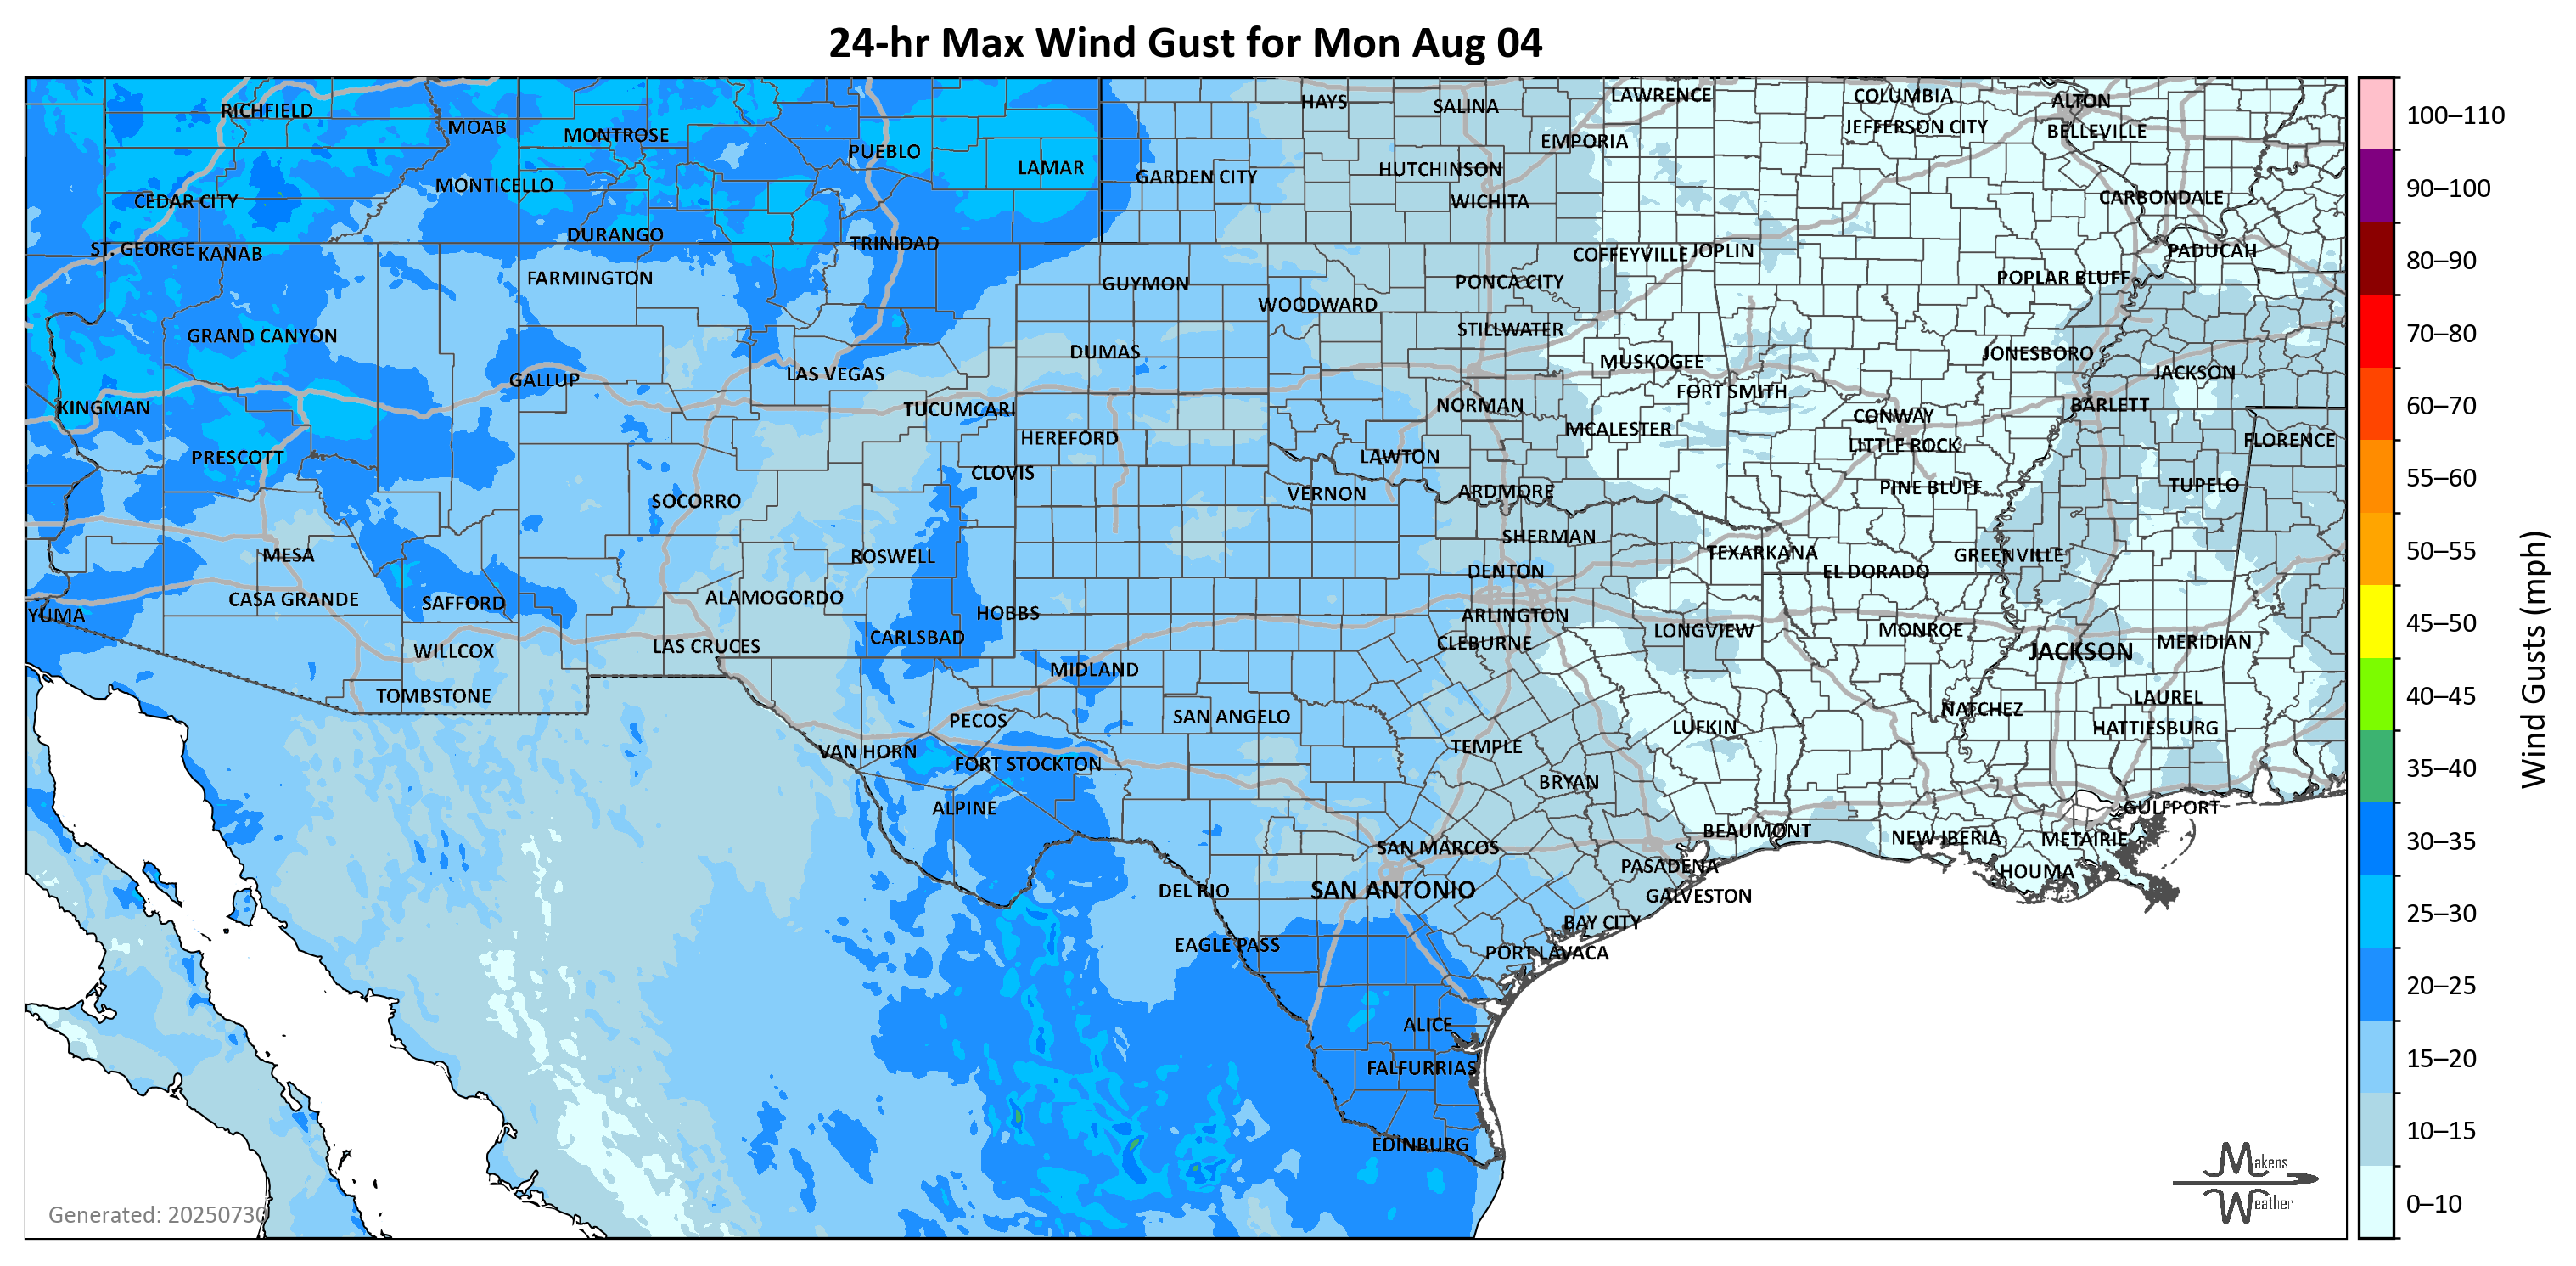 24-hr Max Wind Gust for Mon Aug 04
RICHFIELD
MOAB
MONTROSE
PUEBLO
LAMAR
GARDEN CITY
HAYS
SALINA
HUTCHINSON
WICHITA
EMPORIA
LAWRENCE
COLUMBIA
JEFFERSON CITY
ALTON
BELLEVILLE
CARBONDALE
PADUCAH
CEDAR CITY
MONTICELLO
ST. GEORGE
KANAB
DURANGO
TRINIDAD
COFFEYVILLE
JOPLIN
POPLAR BLUFF
FARMINGTON
GUYMON
WOODWARD
PONCA CITY
STILLWATER
GRAND CANYON
DUMAS
MUSKOGEE
JONESBORO
JACKSON
GALLUP
LAS VEGAS
FORT SMITH
KINGMAN
TUCUMCARI
NORMAN
CONWAY
BARLETT
MCALESTER
LITTLE ROCK
FLORENCE
HEREFORD
PRESCOTT
CLOVIS
LAWTON
SOCORRO
VERNON
ARDMORE
PINE BLUFF
TUPELO
SHERMAN
MESA
ROSWELL
TEXARKANA
GREENVILLE
DENTON
EL DORADO
CASA GRANDE
SAFFORD
ALAMOGORDO
HOBBS
ARLINGTON
YUMA
CARLSBAD
CLEBURNE
LONGVIEW
MONROE
JACKSON
MERIDIAN
WILLCOX
LAS CRUCES
MIDLAND
TOMBSTONE
PECOS
SAN ANGELO
LUFKIN
NATCHEZ
LAUREL
HATTIESBURG
VAN HORN
FORT STOCKTON
TEMPLE
BRYAN
ALPINE
GULFPORT
BEAUMONT
NEW IBERIA
METAIRIE
SAN MARCOS
PASADENA
HOUMA
DEL RIO
SAN ANTONIO
GALVESTON
BAY CITY
EAGLE PASS
PORT LAVACA
ALICE
FALFURRIAS
EDINBURG
Generated: 20250730
Makens
Weather
100–110
90–100
80–90
70–80
60–70
55–60
50–55
45–50
40–45
35–40
30–35
25–30
20–25
15–20
10–15
0–10
Wind Gusts (mph)